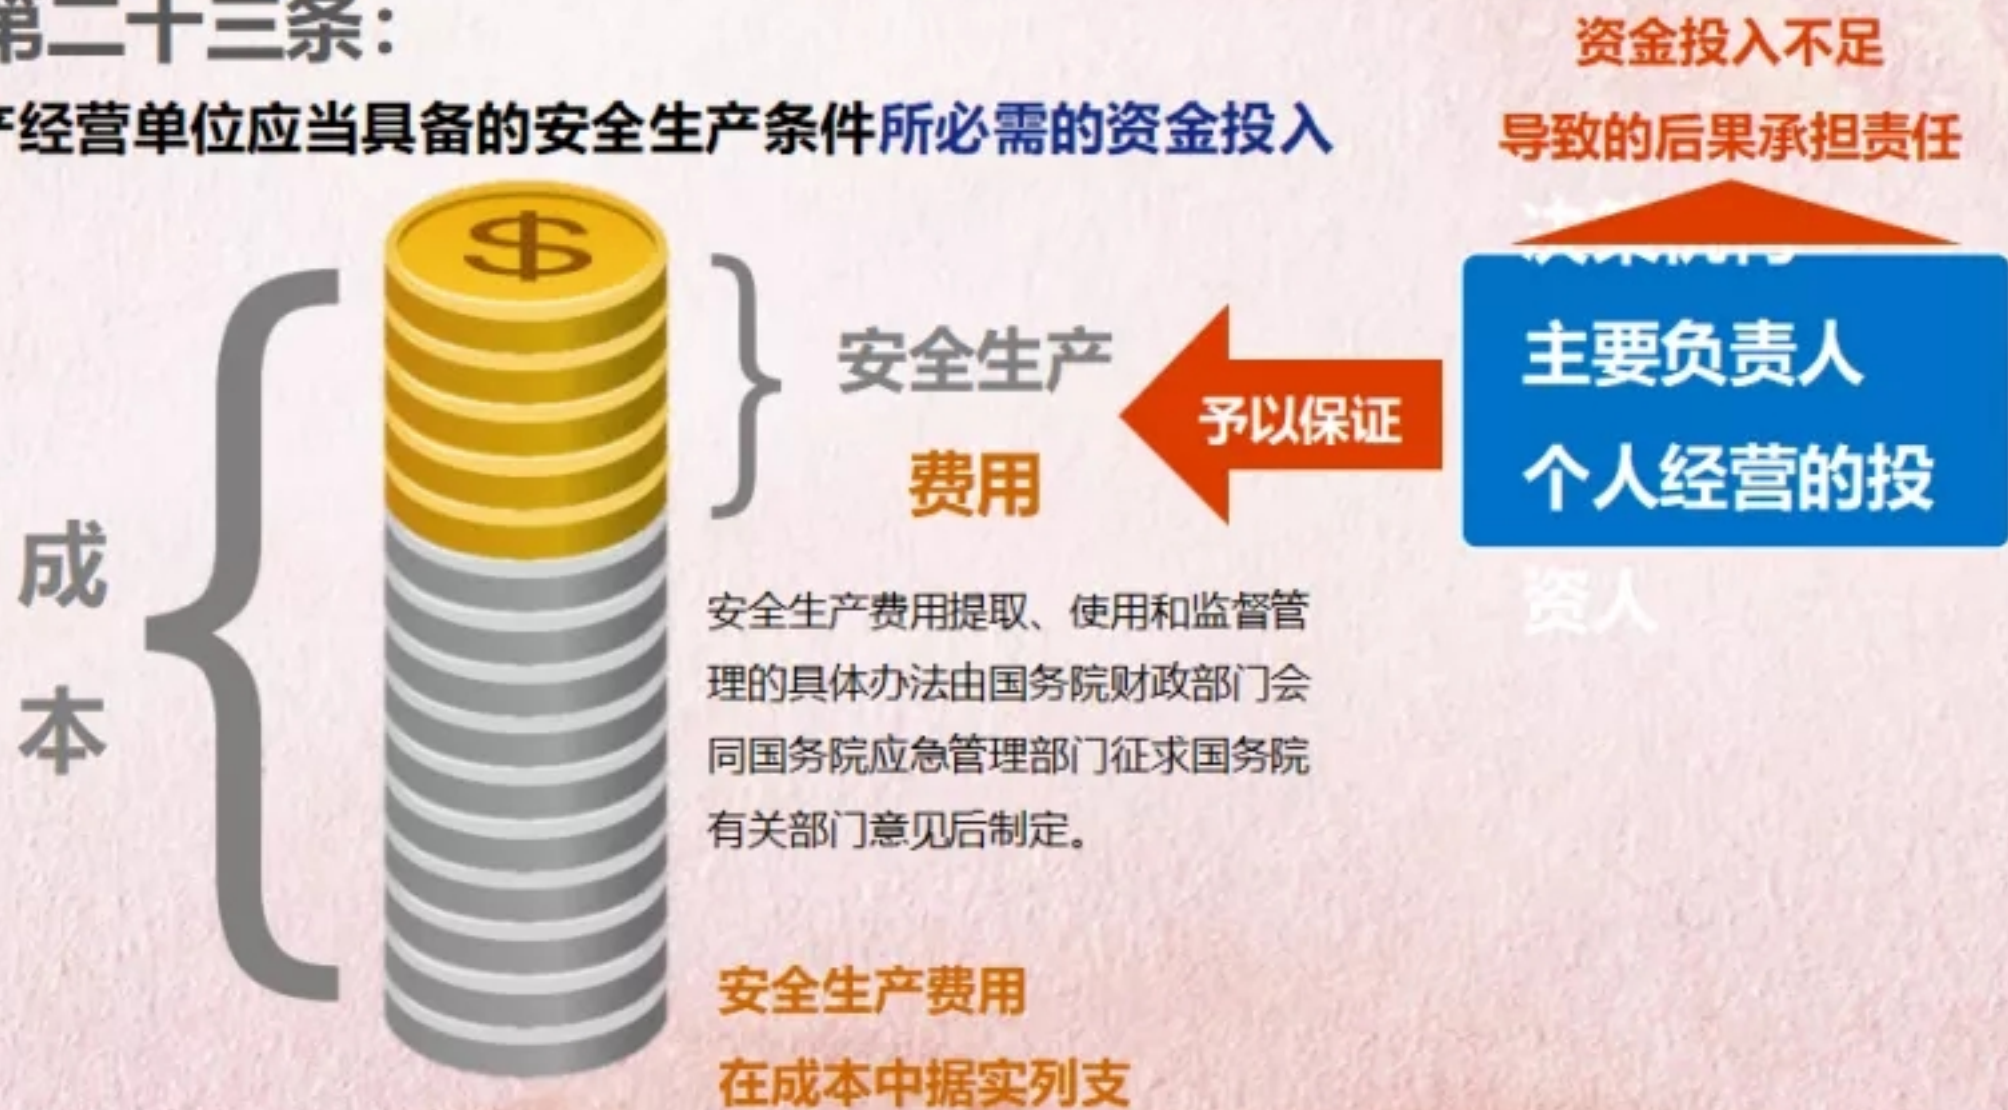 第二十三条：
产经营单位应当具备的安全生产条件所必需的资金投入
资金投入不足
导致的后果承担责任
$
安全生产
费用
予以保证
主要负责人
个人经营的投
资人
成
本
安全生产费用提取、使用和监督管
理的具体办法由国务院财政部门会
同国务院应急管理部门征求国务院
有关部门意见后制定。
安全生产费用
在成本中据实列支